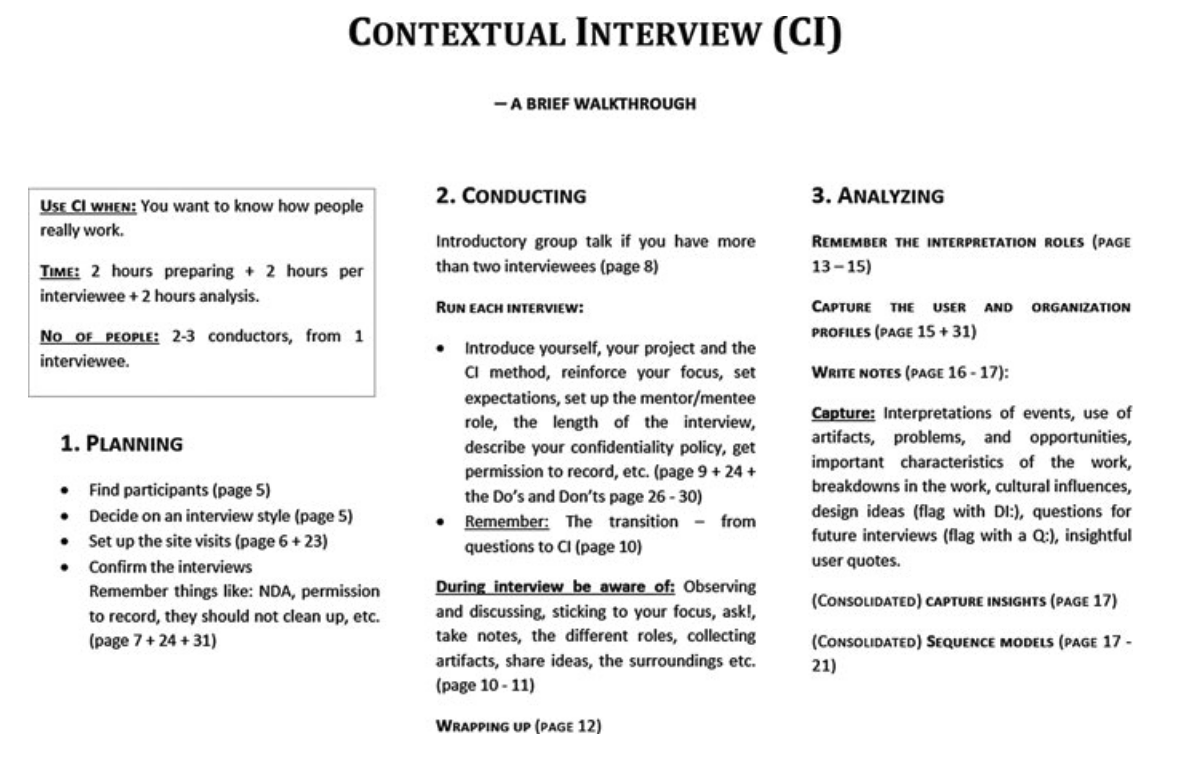 CONTEXTUAL INTERVIEW (CI)
– A BRIEF WALKTHROUGH
USE CI WHEN: You want to know how people
really work.
TIME: 2 hours preparing + 2 hours per
interviewee + 2 hours analysis.
NO OF PEOPLE: 2-3 conductors, from 1
interviewee.
1. PLANNING
• Find participants (page 5)
• Decide on an interview style (page 5)
• Set up the site visits (page 6 + 23)
• Confirm the interviews
Remember things like: NDA, permission
to record, they should not clean up, etc.
(page 7 + 24 + 31)
2. CONDUCTING
Introductory group talk if you have more
than two interviewees (page 8)
RUN EACH INTERVIEW:
• Introduce yourself, your project and the
CI method, reinforce your focus, set
expectations, set up the mentor/mentee
role, the length of the interview,
describe your confidentiality policy, get
permission to record, etc. (page 9 + 24 +
the Do's and Don'ts page 26 - 30)
• Remember: The transition – from
questions to CI (page 10)
During interview be aware of: Observing
and discussing, sticking to your focus, ask!,
take notes, the different roles, collecting
artifacts, share ideas, the surroundings etc.
(page 10 - 11)
WRAPPING UP (PAGE 12)
3. ANALYZING
REMEMBER THE INTERPRETATION ROLES (PAGE
13 – 15)
CAPTURE THE USER AND ORGANIZATION
PROFILES (PAGE 15 + 31)
WRITE NOTES (PAGE 16 - 17):
Capture: Interpretations of events, use of
artifacts, problems, and opportunities,
important characteristics of the work,
breakdowns in the work, cultural influences,
design ideas (flag with DI:), questions for
future interviews (flag with a Q:), insightful
user quotes.
(CONSOLIDATED) CAPTURE INSIGHTS (PAGE 17)
(CONSOLIDATED) SEQUENCE MODELS (PAGE 17 -
21)